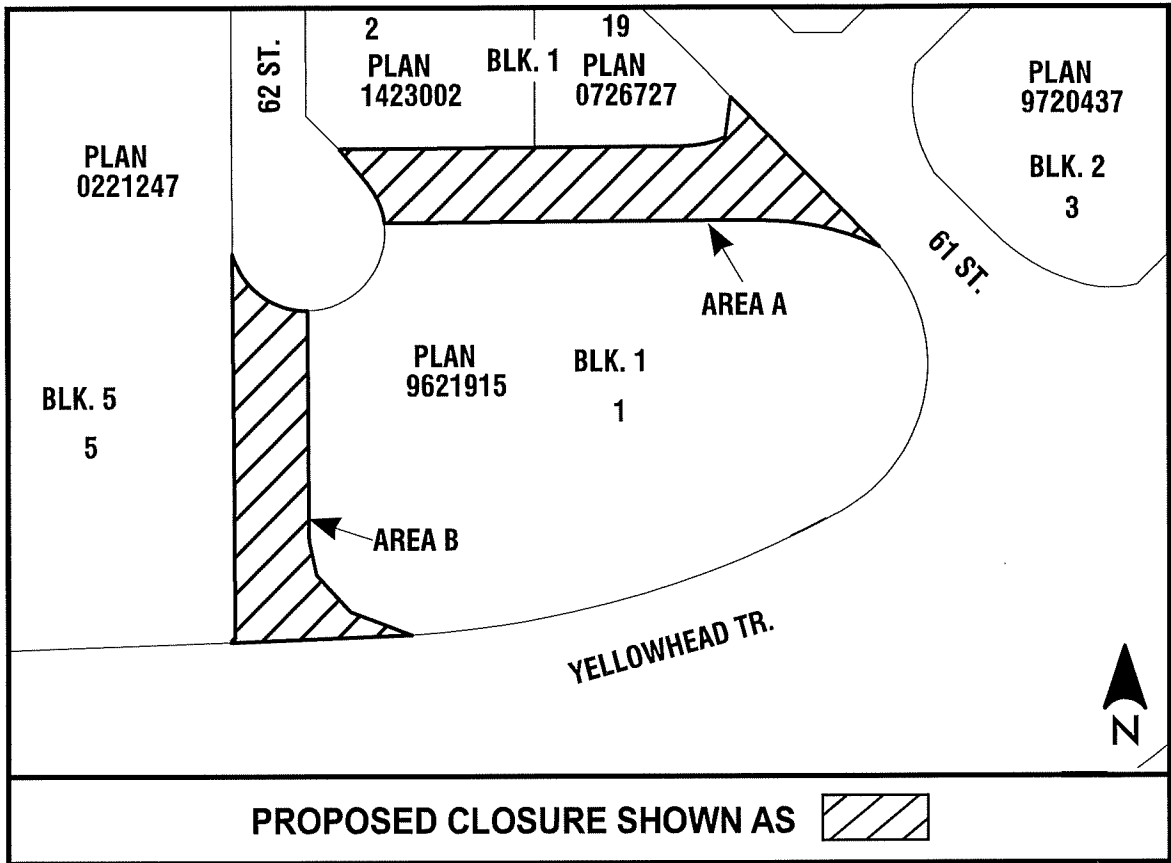 2
19
62 ST.
PLAN
1423002
BLK. 1
PLAN
0726727
PLAN
9720437
BLK. 2
3
PLAN
0221247
61 ST.
AREA A
PLAN
9621915
BLK. 1
1
BLK. 5
5
AREA B
YELLOWHEAD TR.
N
PROPOSED CLOSURE SHOWN AS